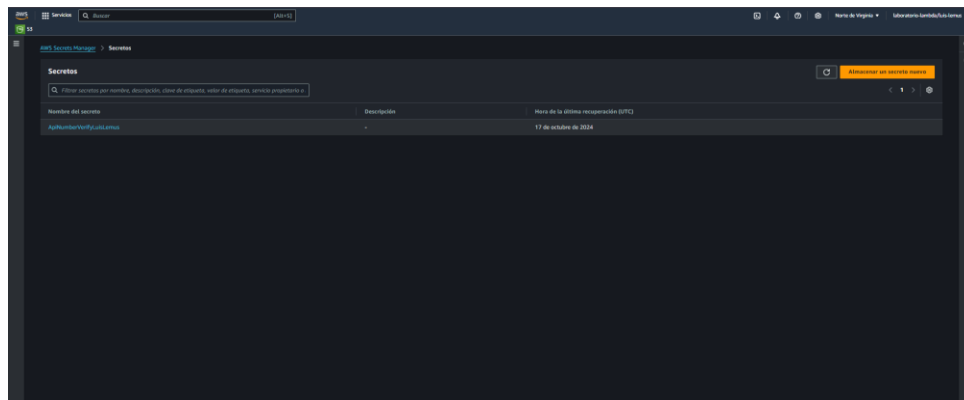 aws
Servicios
Buscar
[Alt+S]
Norte de Virginia
laboratorio-lambda/luis-lemus
S3
AWS Secrets Manager > Secretos
Secretos
Almacenar un secreto nuevo
Filtrar secretos por nombre, descripción, clave de etiqueta, valor de etiqueta, servicio propietario o
1
Nombre del secreto
Descripción
Hora de la última recuperación (UTC)
ApiNumberVerifyLuisLemus
-
17 de octubre de 2024